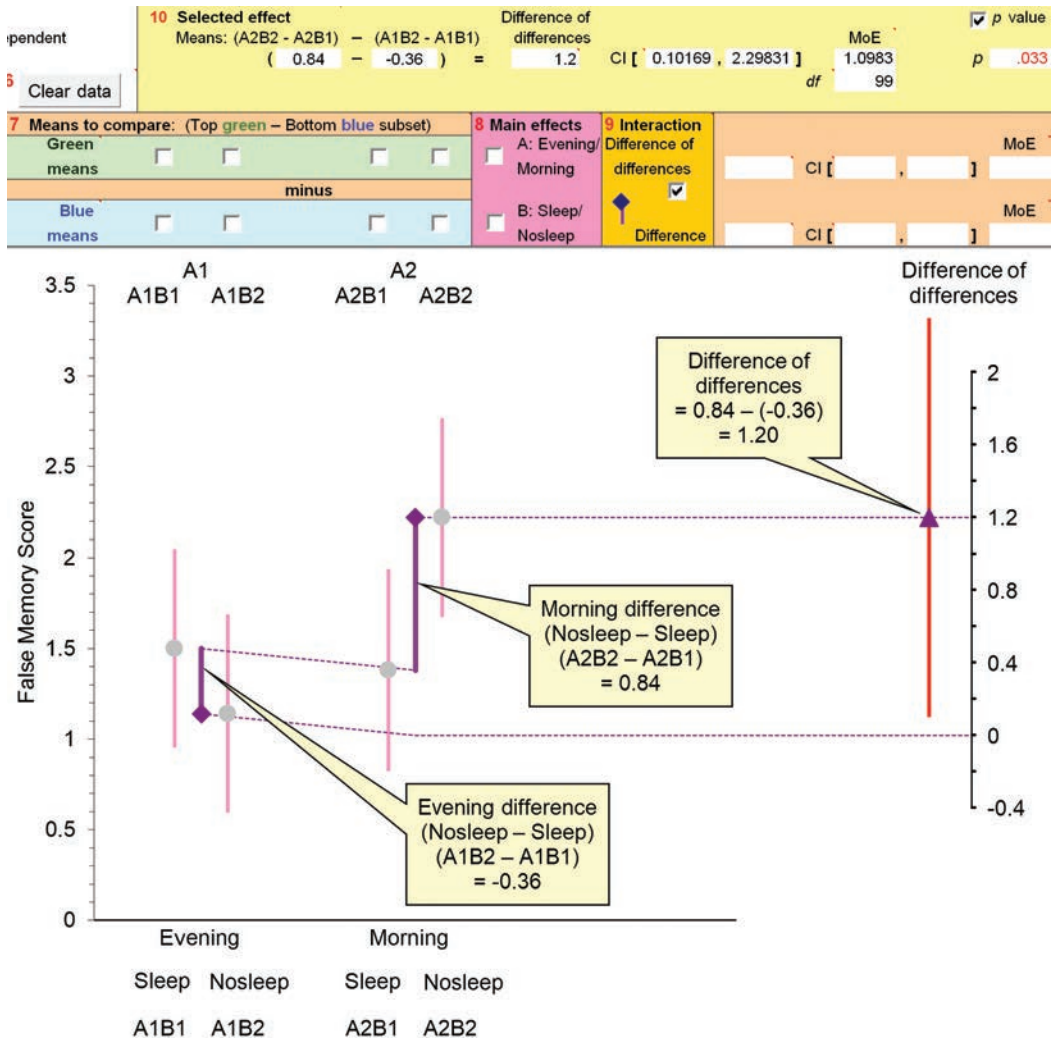 10 Selected effect Difference of p value
ependent Means: (A2B2 - A2B1) – (A1B2 - A1B1) differences MoE
( 0.84 – -0.36 ) = 1.2 CI [ 0.10169 , 2.29831 ] 1.0983 p .033
6 Clear data df 99
7 Means to compare: (Top green – Bottom blue subset) 8 Main effects 9 Interaction
Green A: Evening/ Difference of MoE
means Morning differences CI [ , ]
minus
Blue B: Sleep/ MoE
means Nosleep Difference CI [ , ]
A1 A2 Difference of
A1B1 A1B2 A2B1 A2B2 differences
3.5
3
2.5
2
1.5
1
0.5
0
False Memory Score
Difference of
differences
= 0.84 – (-0.36)
= 1.20
Morning difference
(Nosleep – Sleep)
(A2B2 – A2B1)
= 0.84
Evening difference
(Nosleep – Sleep)
(A1B2 – A1B1)
= -0.36
2
1.6
1.2
0.8
0.4
0
-0.4
Evening Morning
Sleep Nosleep Sleep Nosleep
A1B1 A1B2 A2B1 A2B2